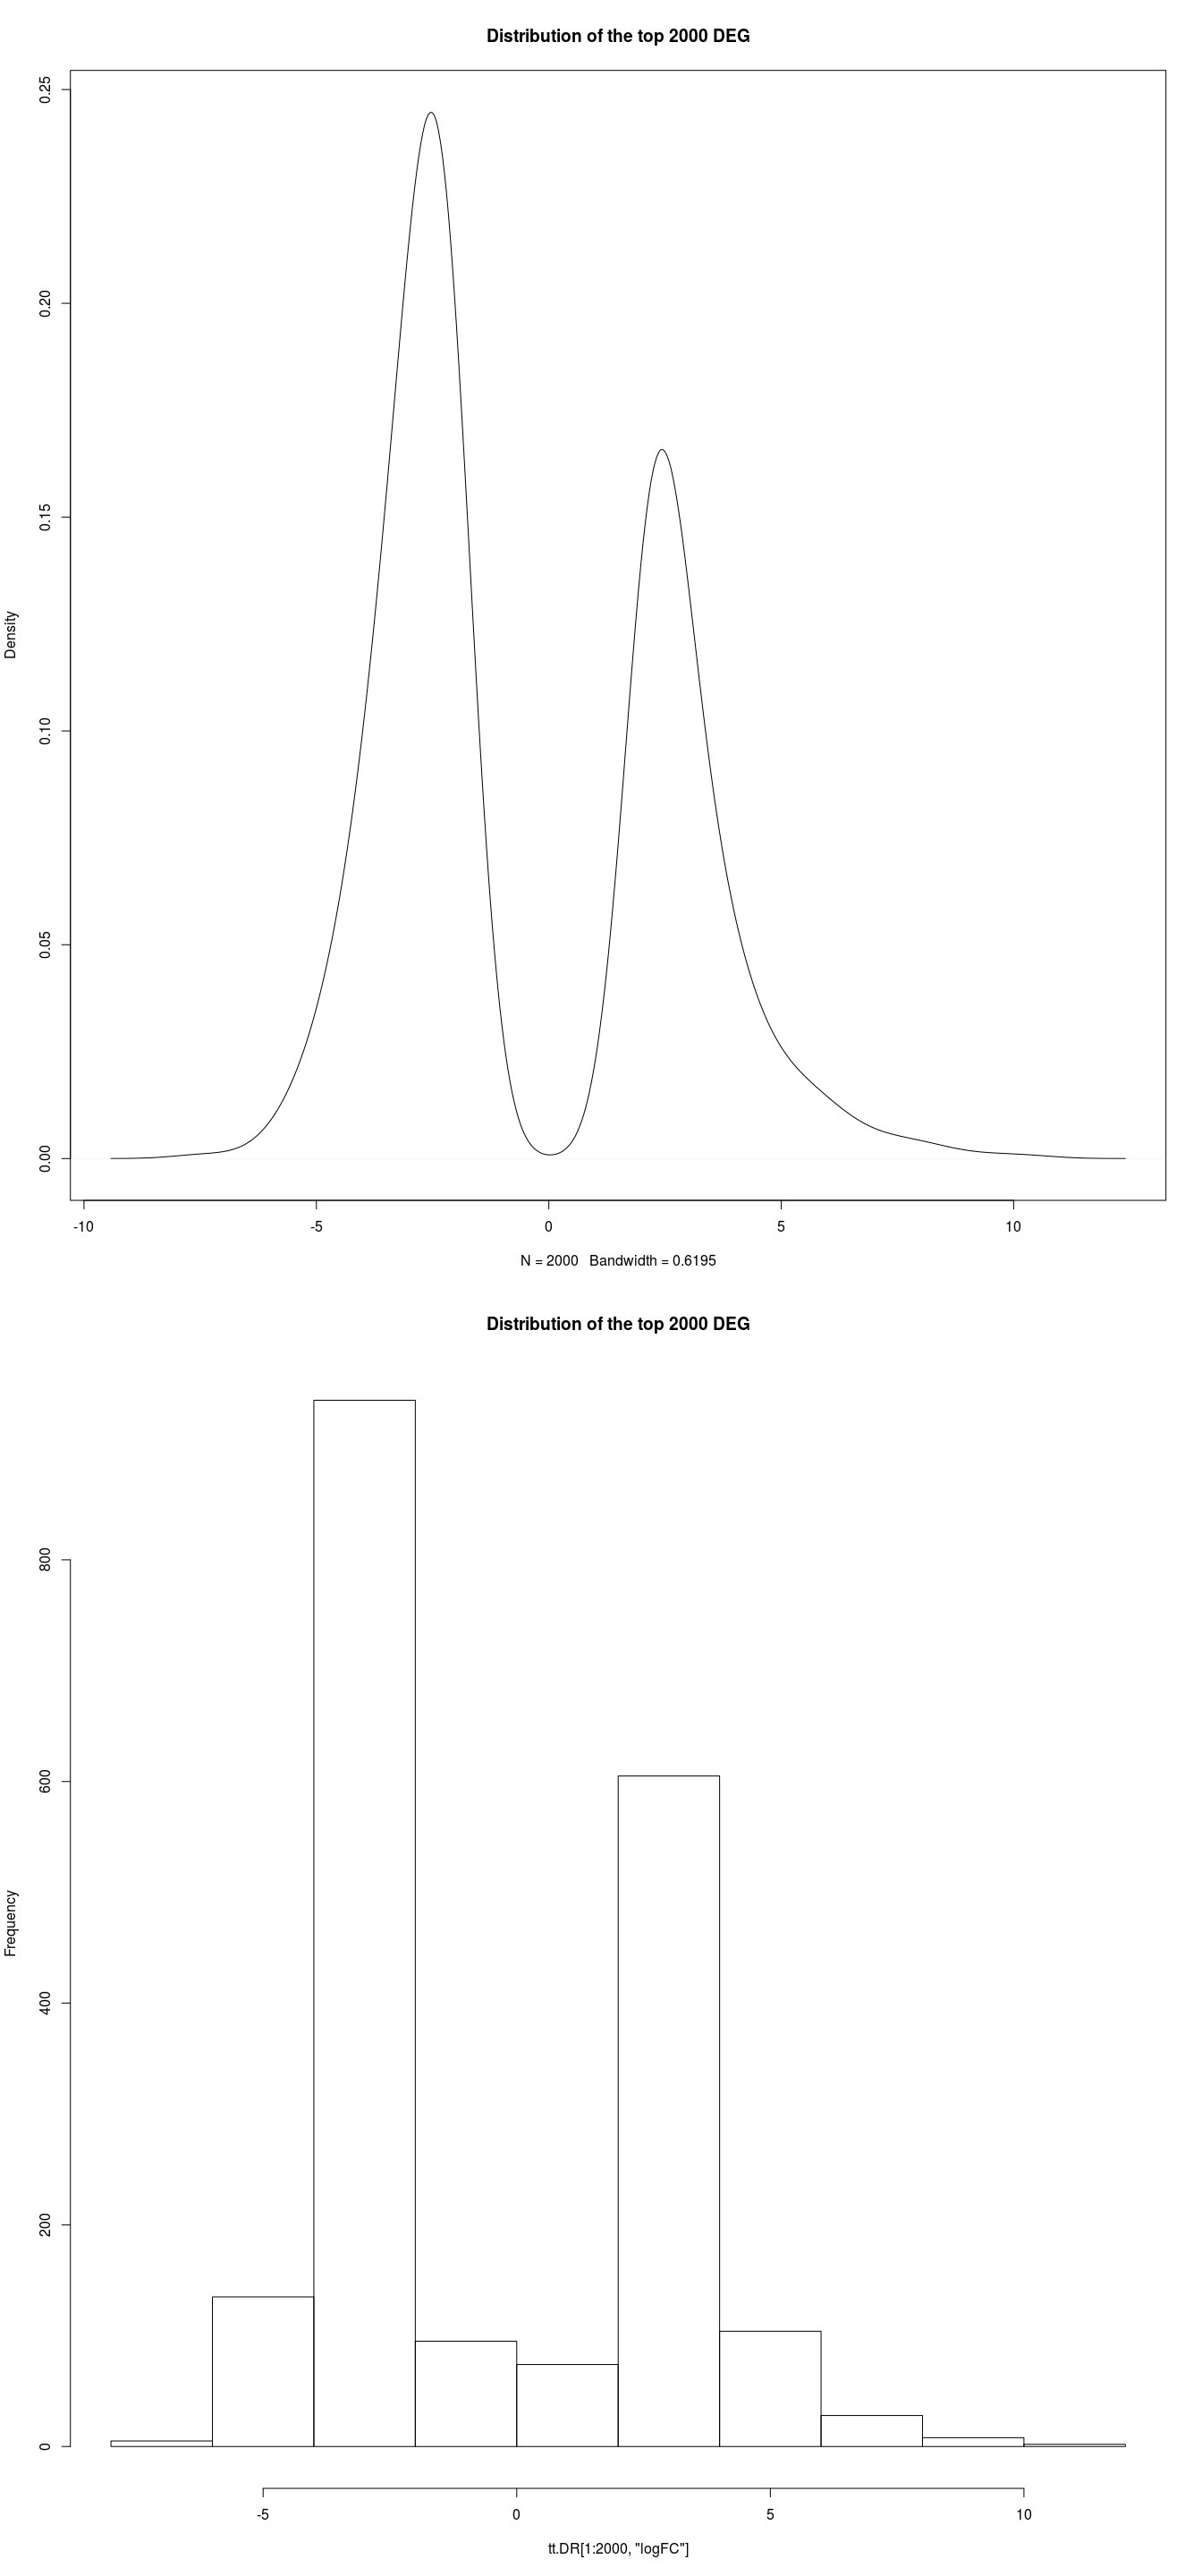 Distribution of the top 2000 DEG
0.25
0.20
0.15
0.10
0.05
0.00
Density
-10 -5 0 5 10
N = 2000 Bandwidth = 0.6195
Distribution of the top 2000 DEG
800
600
400
200
0
Frequency
-5 0 5 10
tt.DR[1:2000, "logFC"]